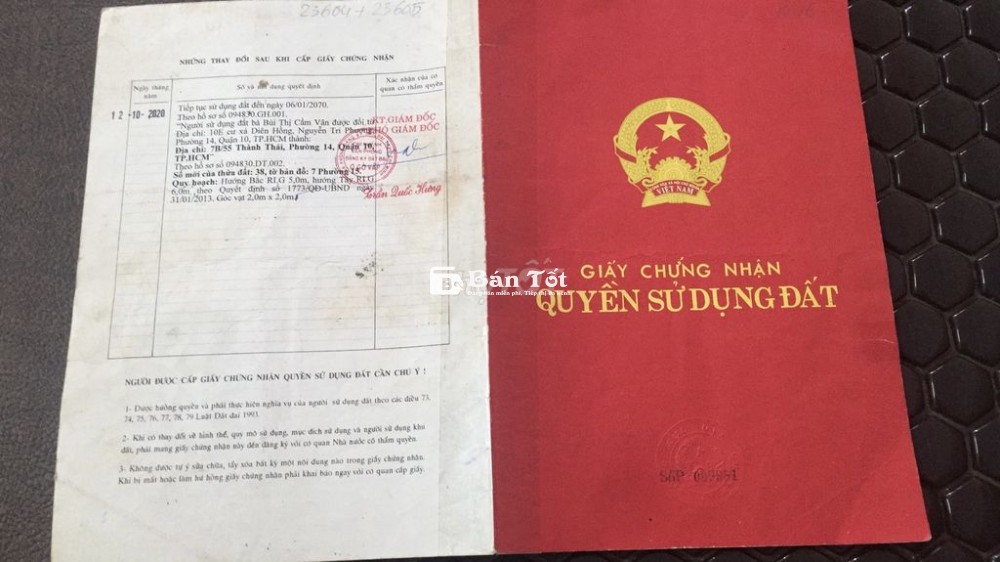 23604 + 23605
NHỮNG THAY ĐỔI SAU KHI CẤP GIẤY CHỨNG NHẬN
Ngày tháng năm
Số và nội dung quyết định
Xác nhận của cơ quan có thẩm quyền
12 -10- 2020
Tiếp tục sử dụng đất đến ngày 06/01/2070.
Theo hồ sơ số 094830.GH.001.
"Người sử dụng đất bà Bùi Thị Cẩm Vân được đổi từ
Địa chỉ: 10E cư xá Diên Hồng, Nguyễn Tri Phương,
Phường 14, Quận 10, TP.HCM thành:
Địa chỉ: 7B/55 Thành Thái, Phường 14, Quận 10,
TP.HCM"
Theo hồ sơ số 094830.DT.002.
Số mới của thửa đất: 38, tờ bản đồ: 7 Phường 15.
Quy hoạch: Hướng Bắc RLG 5,0m, hướng Tây RLG
6,0m theo Quyết định số 1773/QĐ-UBND ngày
31/01/2013. Góc vạt 2,0m x 2,0m
KT.GIÁM ĐỐC
PHÓ GIÁM ĐỐC
Trần Quốc Hưng
NGƯỜI ĐƯỢC CẤP GIẤY CHỨNG NHẬN QUYỀN SỬ DỤNG ĐẤT CẦN CHÚ Ý !
1- Được hưởng quyền và phải thực hiện nghĩa vụ của người sử dụng đất theo các điều 73,
74, 75, 76, 77, 78, 79 Luật Đất đai 1993.
2- Khi có thay đổi về hình thể, quy mô sử dụng, mục đích sử dụng và người sử dụng khu
đất, phải mang giấy chứng nhận này đến đăng ký với cơ quan Nhà nước có thẩm quyền.
3- Không được tự ý sửa chữa, tẩy xóa bất kỳ một nội dung nào trong giấy chứng nhận.
Khi bị mất hoặc làm hư hỏng giấy chứng nhận phải khai báo ngay với cơ quan cấp giấy.
VIỆT NAM
GIẤY CHỨNG NHẬN
QUYỀN SỬ DỤNG ĐẤT
Bán Tốt